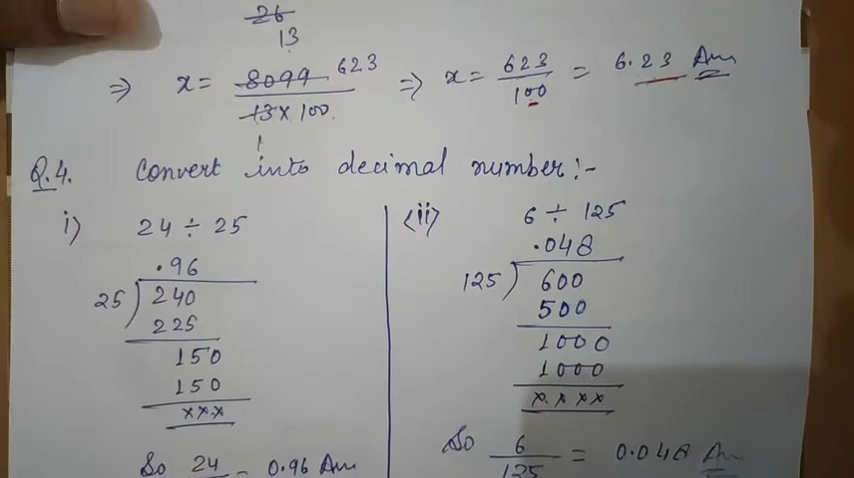 26
13
⇒ x = 8099 623 / 13 × 100 ⇒ x = 623 / 100 = 6.23 Ans
1
Q.4. Convert into decimal number:-
i) 24 ÷ 25
.96
25 ) 240
225
150
150
×××
So 24 = 0.96 Ans
(ii) 6 ÷ 125
.048
125 ) 600
500
1000
1000
××××
So 6 / 125 = 0.048 Ans